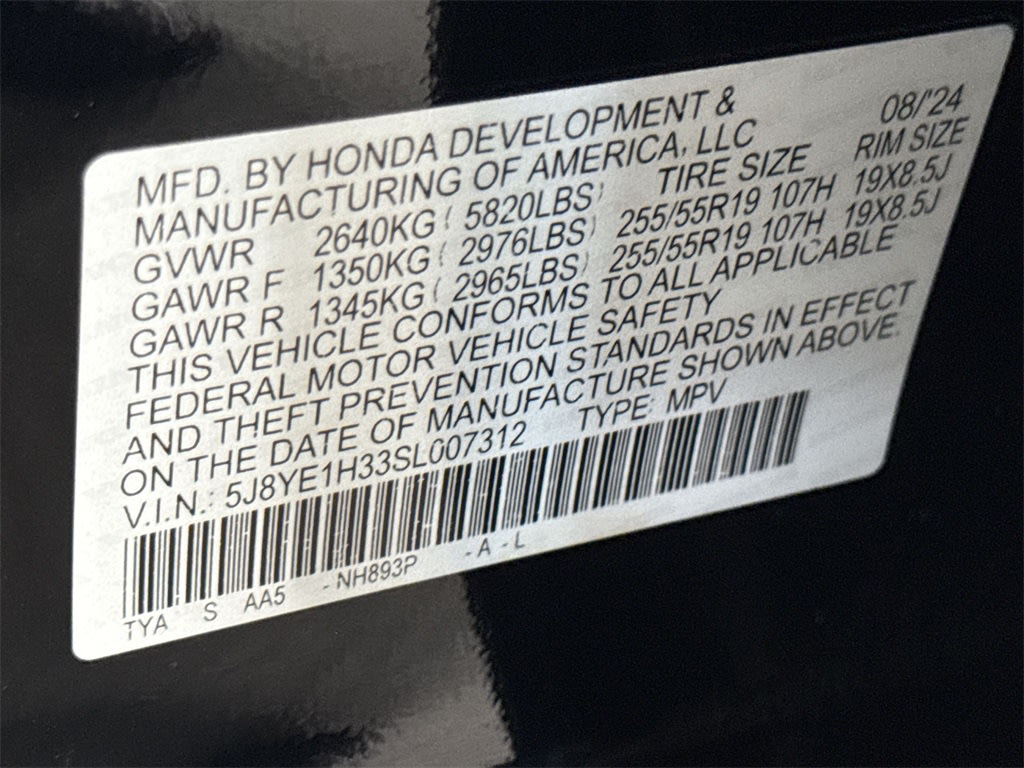 MFD. BY HONDA DEVELOPMENT & 08/'24
MANUFACTURING OF AMERICA, LLC
GVWR 2640KG ( 5820LBS) TIRE SIZE RIM SIZE
GAWR F 1350KG ( 2976LBS) 255/55R19 107H 19X8.5J
GAWR R 1345KG ( 2965LBS) 255/55R19 107H 19X8.5J
THIS VEHICLE CONFORMS TO ALL APPLICABLE
FEDERAL MOTOR VEHICLE SAFETY
AND THEFT PREVENTION STANDARDS IN EFFECT
ON THE DATE OF MANUFACTURE SHOWN ABOVE.
V.I.N.: 5J8YE1H33SL007312 TYPE: MPV
TYA S AA5 - NH893P - A - L